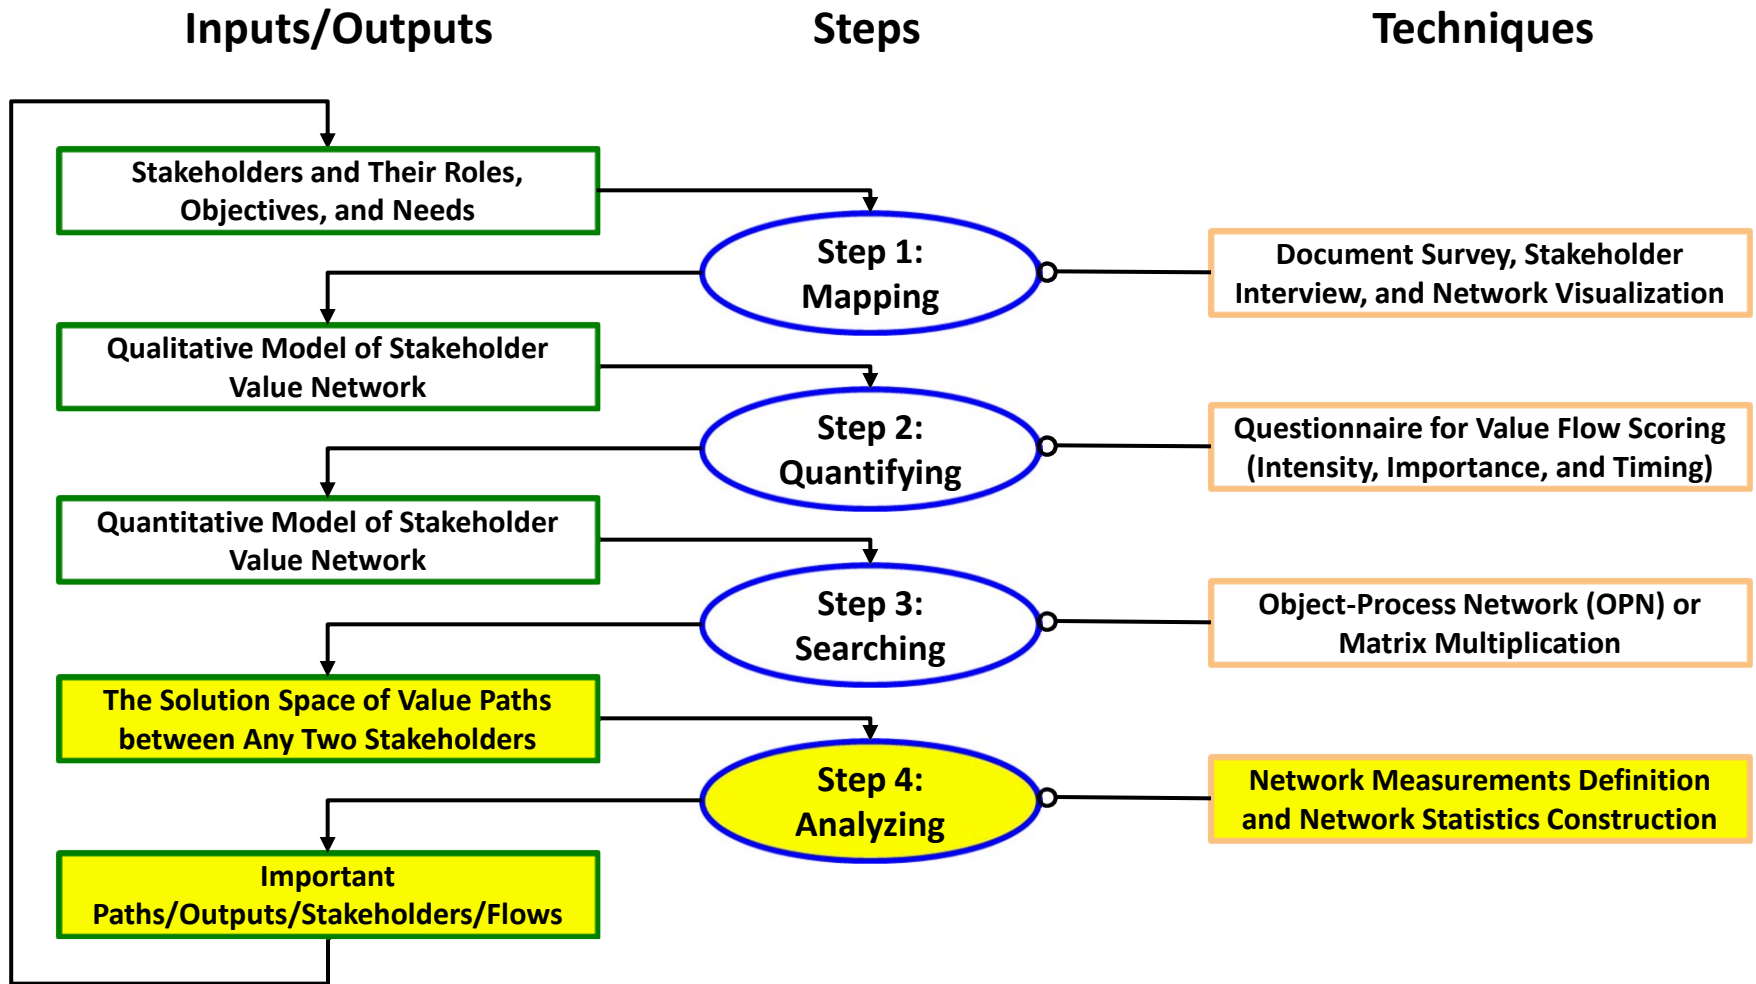 Inputs/Outputs
Steps
Techniques
Stakeholders and Their Roles,
Objectives, and Needs
Step 1:
Mapping
Document Survey, Stakeholder
Interview, and Network Visualization
Qualitative Model of Stakeholder
Value Network
Step 2:
Quantifying
Questionnaire for Value Flow Scoring
(Intensity, Importance, and Timing)
Quantitative Model of Stakeholder
Value Network
Step 3:
Searching
Object-Process Network (OPN) or
Matrix Multiplication
The Solution Space of Value Paths
between Any Two Stakeholders
Step 4:
Analyzing
Network Measurements Definition
and Network Statistics Construction
Important
Paths/Outputs/Stakeholders/Flows